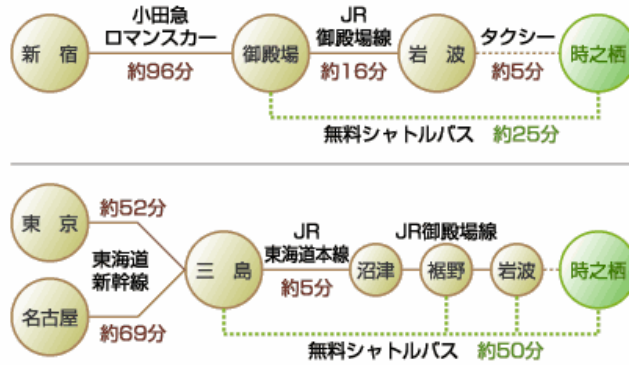 新宿
小田急
ロマンスカー
約96分
御殿場
JR
御殿場線
約16分
岩波
タクシー
約5分
時之栖
無料シャトルバス 約25分
東京
約52分
東海道
新幹線
名古屋
約69分
三島
JR
東海道本線
約5分
沼津
JR御殿場線
裾野
岩波
時之栖
無料シャトルバス 約50分